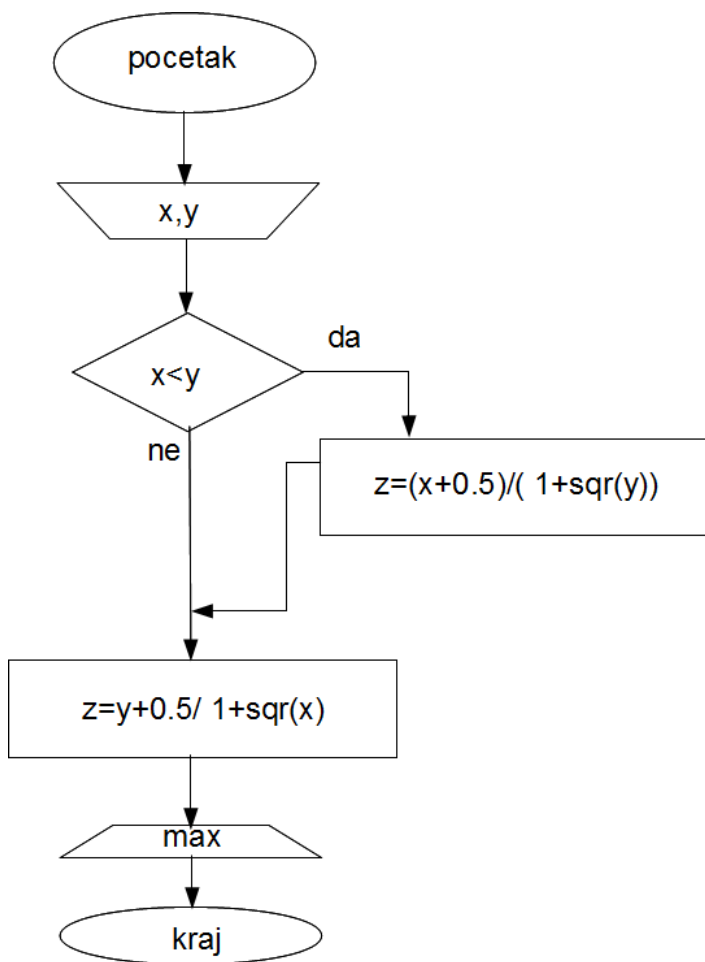 pocetak
x,y
da
x<y
ne
z=(x+0.5)/( 1+sqr(y))
z=y+0.5/ 1+sqr(x)
max
kraj